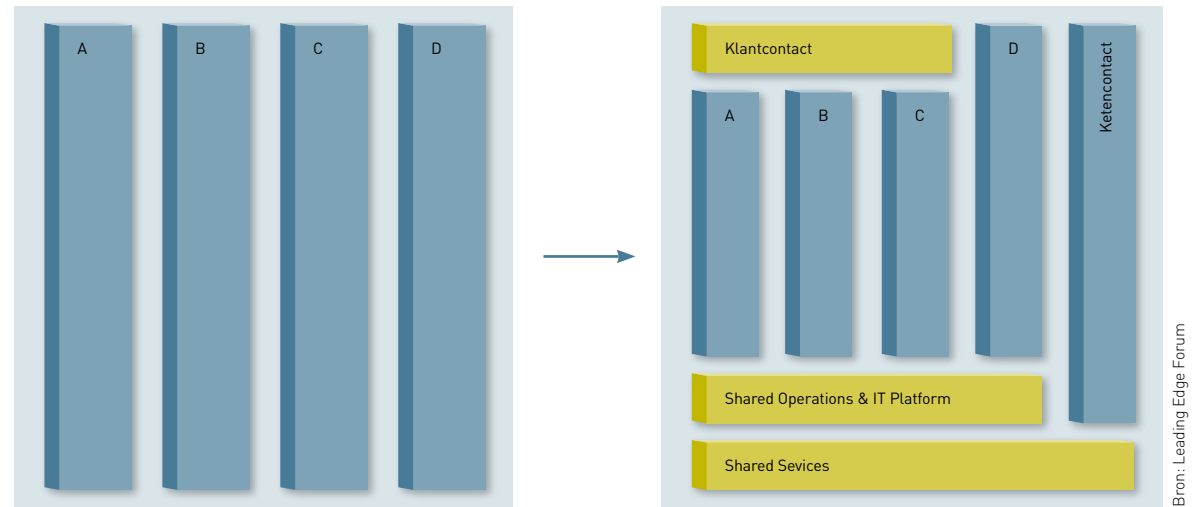 A
B
C
D
Klantcontact
D
Ketencontact
A
B
C
Shared Operations & IT Platform
Shared Sevices
Bron: Leading Edge Forum